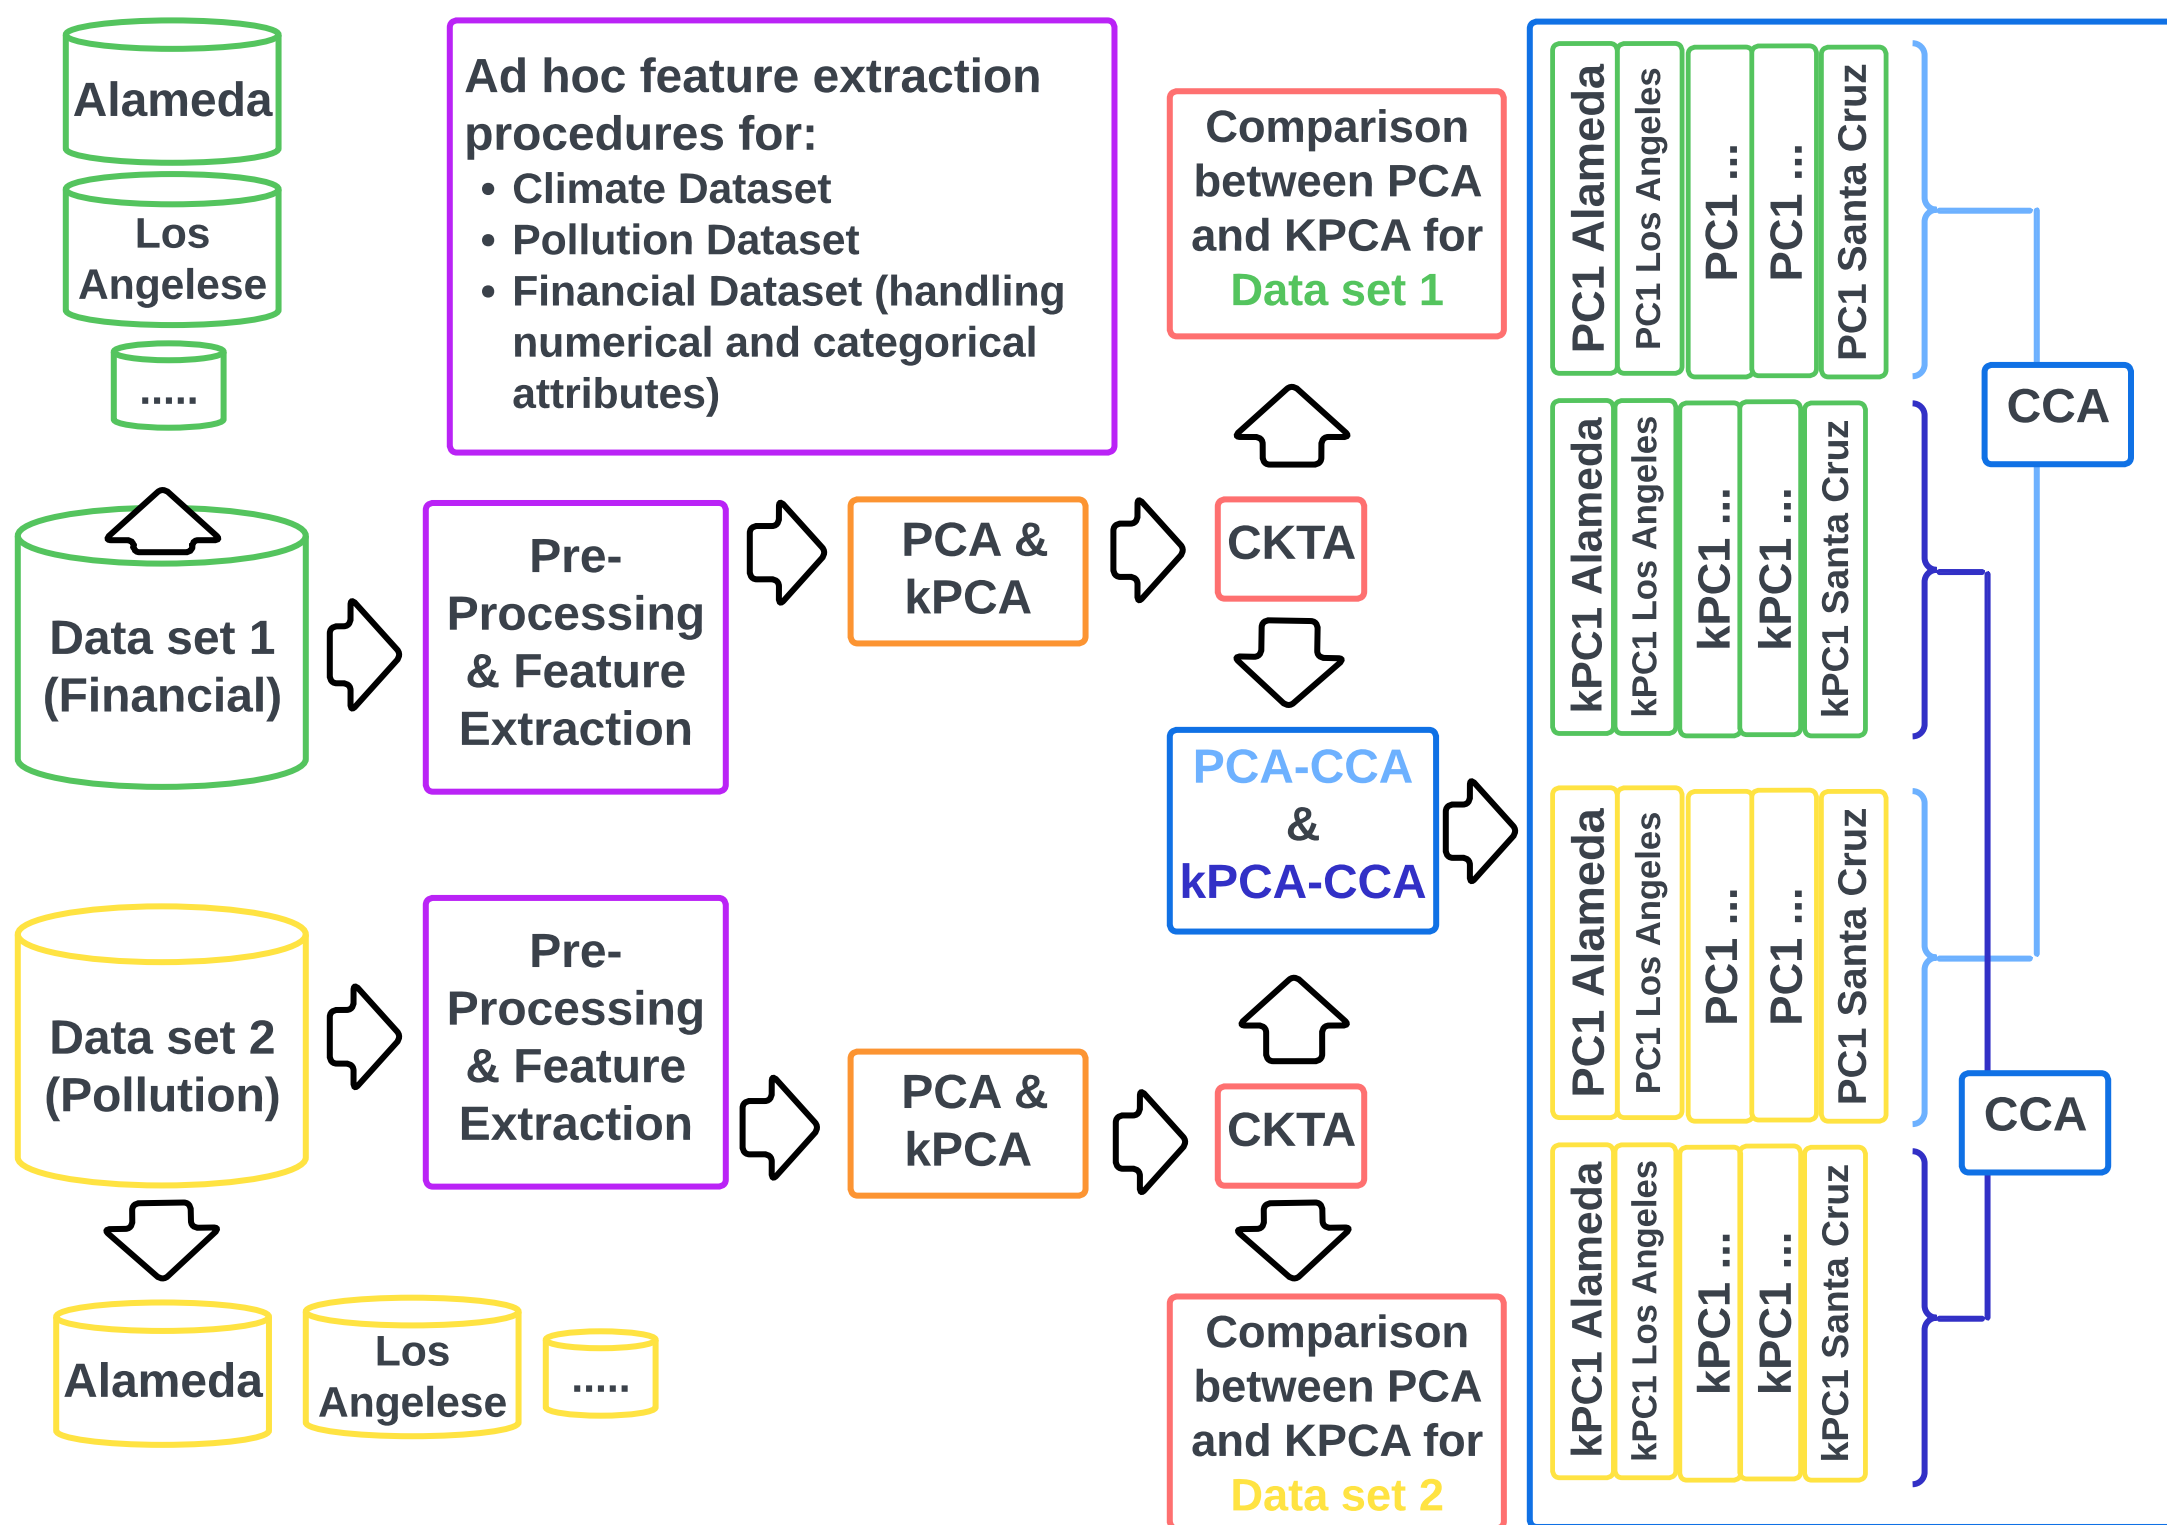 Alameda
Los
Angelese
.....
Data set 1
(Financial)
Ad hoc feature extraction
procedures for:
• Climate Dataset
• Pollution Dataset
• Financial Dataset (handling
numerical and categorical
attributes)
Pre-
Processing
& Feature
Extraction
PCA &
kPCA
CKTA
Comparison
between PCA
and KPCA for
Data set 1
PCA-CCA
&
kPCA-CCA
Data set 2
(Pollution)
Pre-
Processing
& Feature
Extraction
PCA &
kPCA
CKTA
Comparison
between PCA
and KPCA for
Data set 2
Alameda
Los
Angelese
.....
PC1 Alameda
PC1 Los Angeles
PC1 ...
PC1 ...
PC1 Santa Cruz
kPC1 Alameda
kPC1 Los Angeles
kPC1 ...
kPC1 ...
kPC1 Santa Cruz
CCA
PC1 Alameda
PC1 Los Angeles
PC1 ...
PC1 ...
PC1 Santa Cruz
kPC1 Alameda
kPC1 Los Angeles
kPC1 ...
kPC1 ...
kPC1 Santa Cruz
CCA